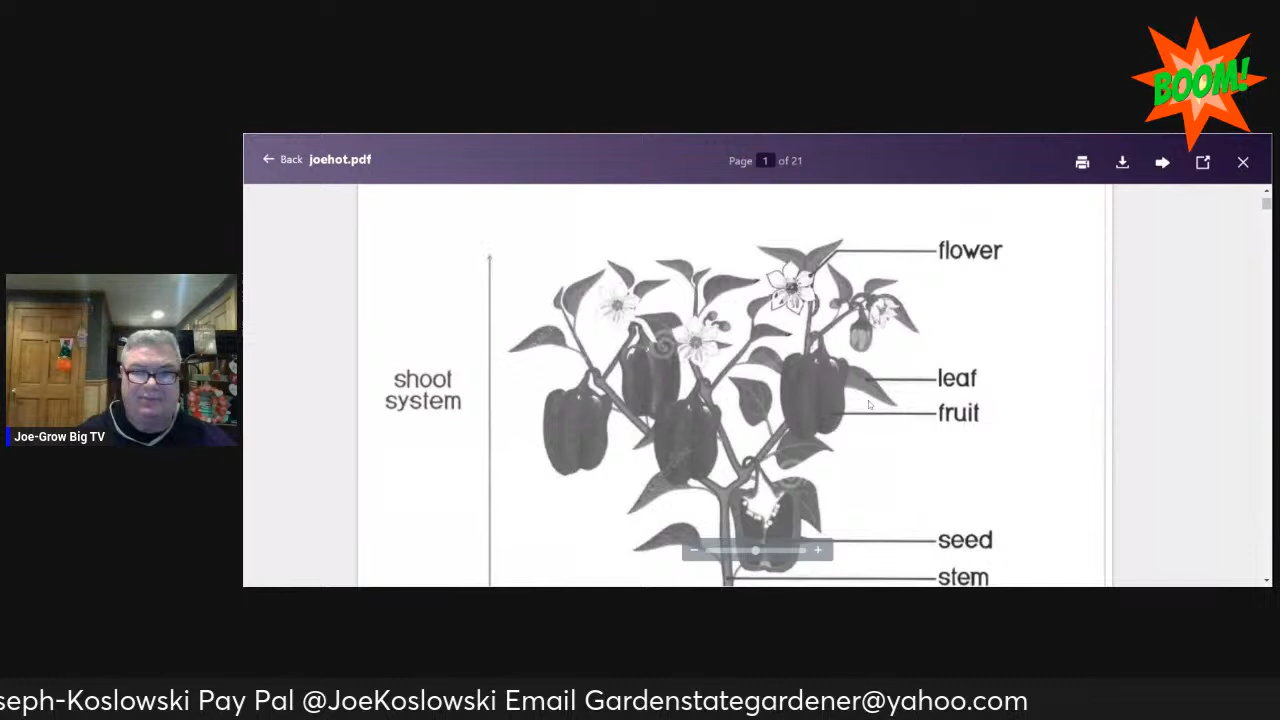 BOOM!
Back joehot.pdf
Page 1 of 21
flower
leaf
fruit
shoot
system
seed
stem
Joe-Grow Big TV
seph-Koslowski Pay Pal @JoeKoslowski Email Gardenstategardener@yahoo.com